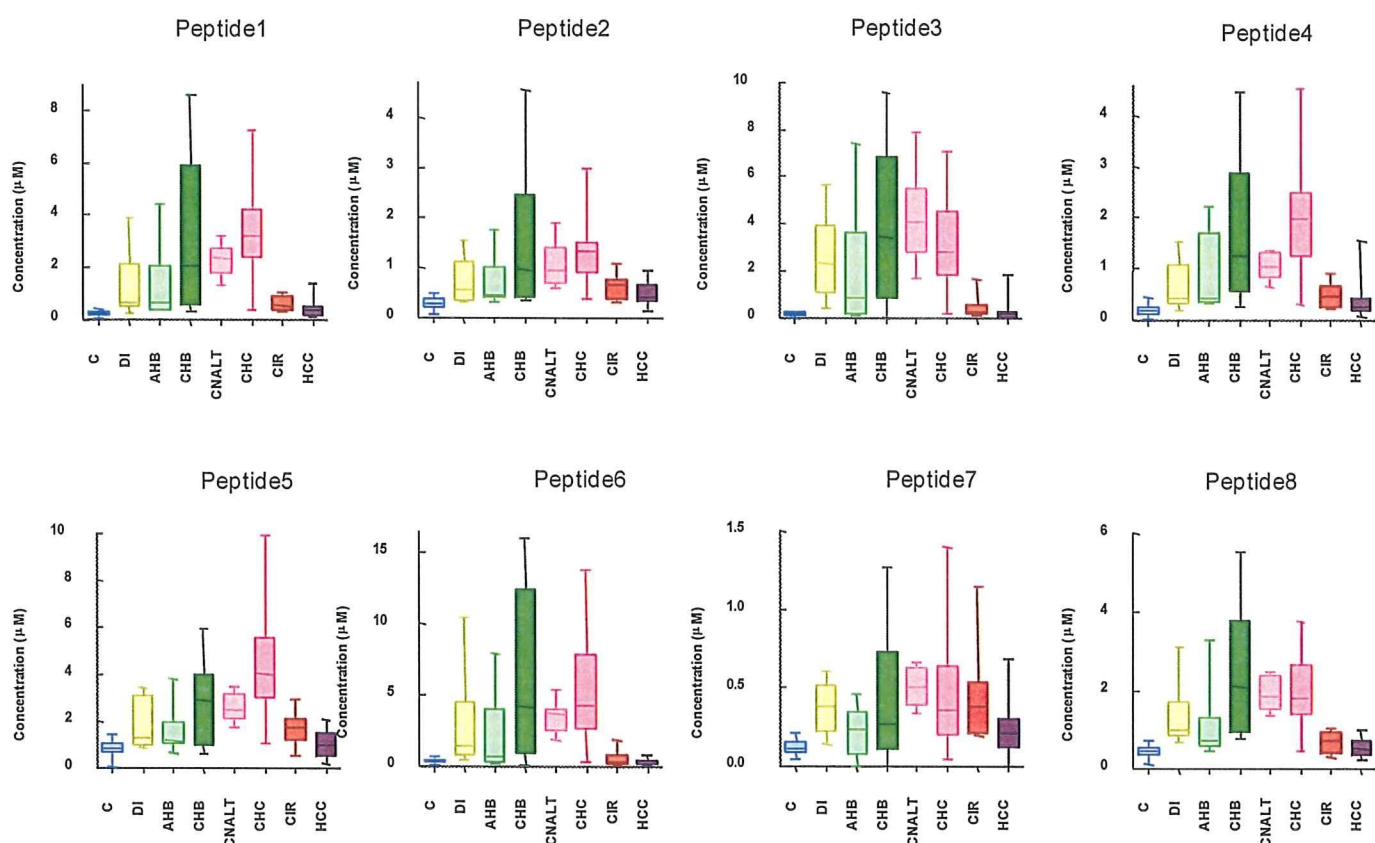 Peptide1
Peptide2
Peptide3
Peptide4
Concentration (μM)
8
6
4
2
0
C
DI
AHB
CHB
CNALT
CHC
CIR
HCC
Concentration (μM)
4
3
2
1
0
C
DI
AHB
CHB
CNALT
CHC
CIR
HCC
Concentration (μM)
10
8
6
4
2
0
C
DI
AHB
CHB
CNALT
CHC
CIR
HCC
Concentration (μM)
4
3
2
1
0
C
DI
AHB
CHB
CNALT
CHC
CIR
HCC
Peptide5
Peptide6
Peptide7
Peptide8
Concentration (μM)
10
8
6
4
2
0
C
DI
AHB
CHB
CNALT
CHC
CIR
HCC
Concentration (μM)
15
10
5
0
C
DI
AHB
CHB
CNALT
CHC
CIR
HCC
Concentration (μM)
1.5
1.0
0.5
0.0
C
DI
AHB
CHB
CNALT
CHC
CIR
HCC
Concentration (μM)
6
4
2
0
C
DI
AHB
CHB
CNALT
CHC
CIR
HCC